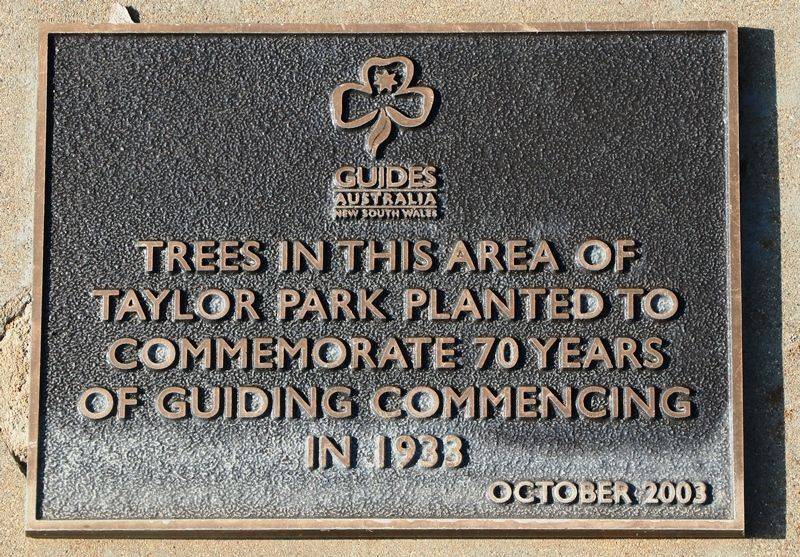 GUIDES
AUSTRALIA
NEW SOUTH WALES
TREES IN THIS AREA OF
TAYLOR PARK PLANTED TO
COMMEMORATE 70 YEARS
OF GUIDING COMMENCING
IN 1933
OCTOBER 2003